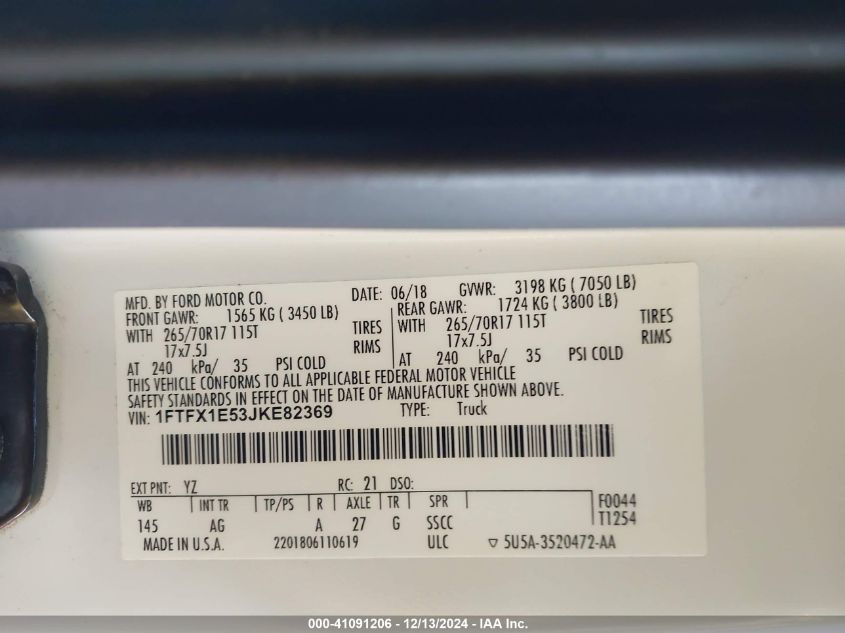 MFD. BY FORD MOTOR CO. DATE: 06/18 GVWR: 3198 KG ( 7050 LB)
FRONT GAWR: 1565 KG ( 3450 LB) REAR GAWR: 1724 KG ( 3800 LB)
WITH 265/70R17 115T TIRES WITH 265/70R17 115T TIRES
17x7.5J RIMS 17x7.5J RIMS
AT 240 kPa/ 35 PSI COLD AT 240 kPa/ 35 PSI COLD
THIS VEHICLE CONFORMS TO ALL APPLICABLE FEDERAL MOTOR VEHICLE
SAFETY STANDARDS IN EFFECT ON THE DATE OF MANUFACTURE SHOWN ABOVE.
VIN: 1FTFX1E53JKE82369 TYPE: Truck
EXT PNT: YZ RC: 21 DSO:
WB INT TR TP/PS R AXLE TR SPR F0044
145 AG A 27 G SSCC T1254
MADE IN U.S.A. 2201806110619 ULC ▽ 5U5A-3520472-AA
000-41091206 - 12/13/2024 - IAA Inc.